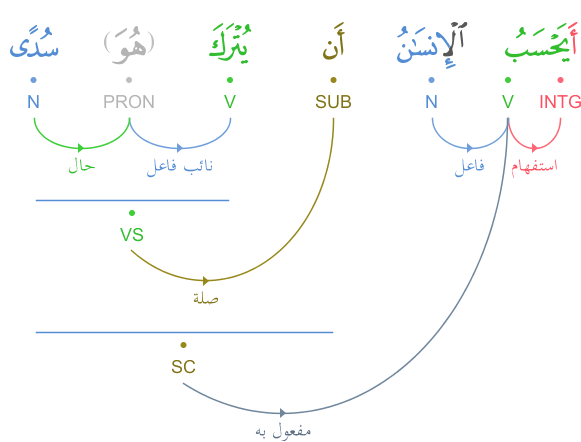 أَيَحْسَبُ ٱلْإِنسَٰنُ أَن يُتْرَكَ (هُوَ) سُدًى
N PRON V SUB N V INTG
حال نائب فاعل فاعل استفهام
VS
صلة
SC
مفعول به